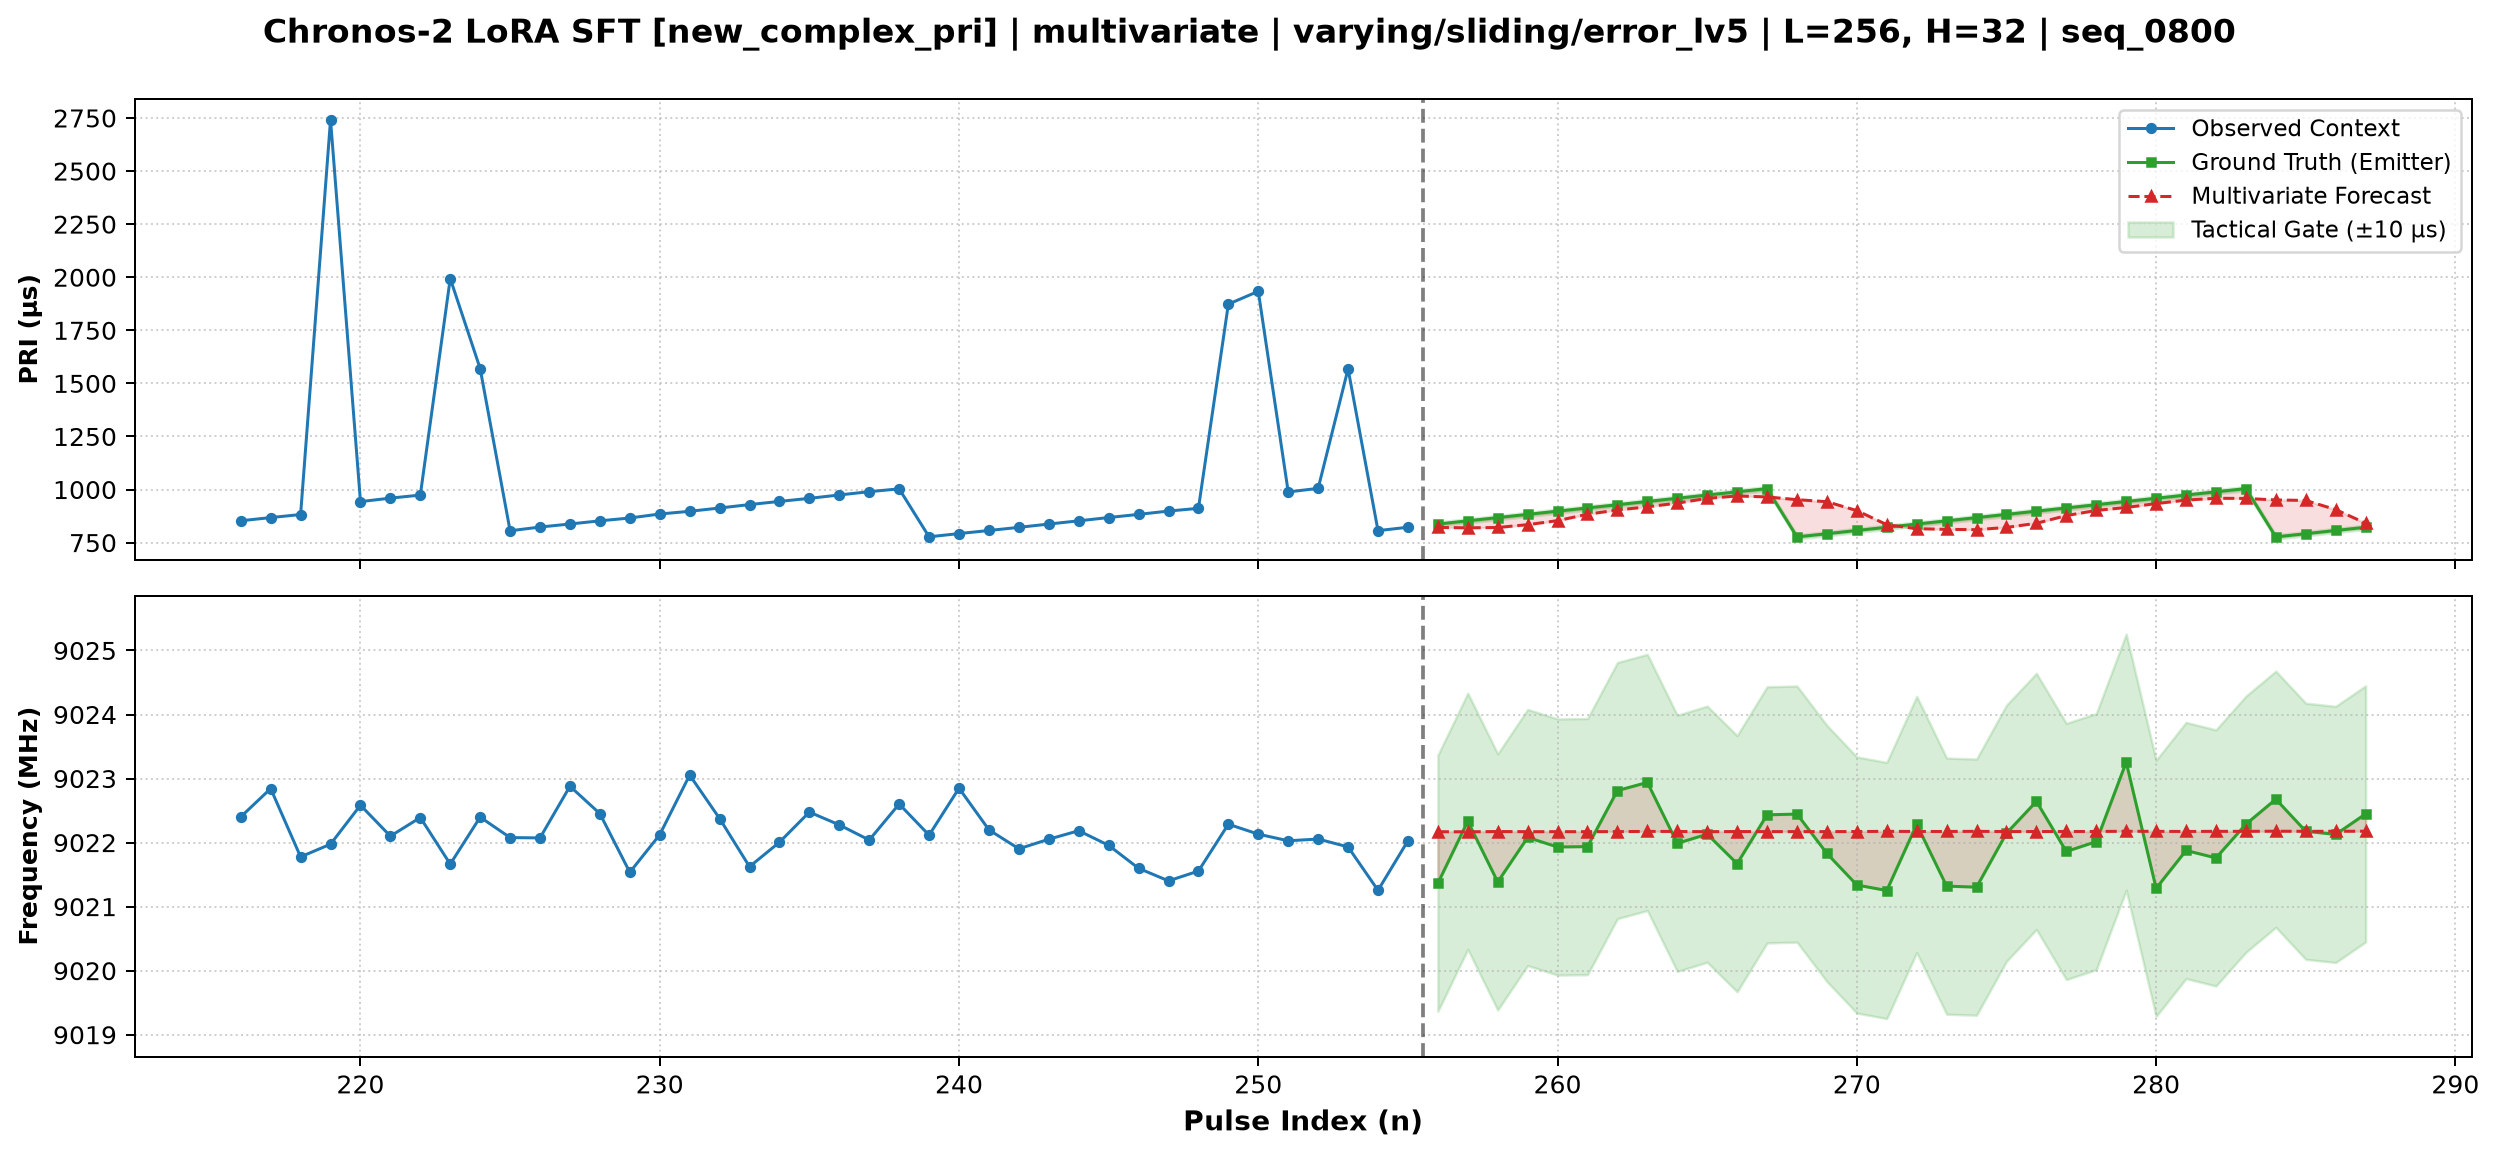 Chronos-2 LoRA SFT [new_complex_pri] | multivariate | varying/sliding/error_lv5 | L=256, H=32 | seq_0800
PRI (µs)
2750
2500
2250
2000
1750
1500
1250
1000
750
Observed Context
Ground Truth (Emitter)
Multivariate Forecast
Tactical Gate (±10 µs)
Frequency (MHz)
9025
9024
9023
9022
9021
9020
9019
220 230 240 250 260 270 280 290
Pulse Index (n)